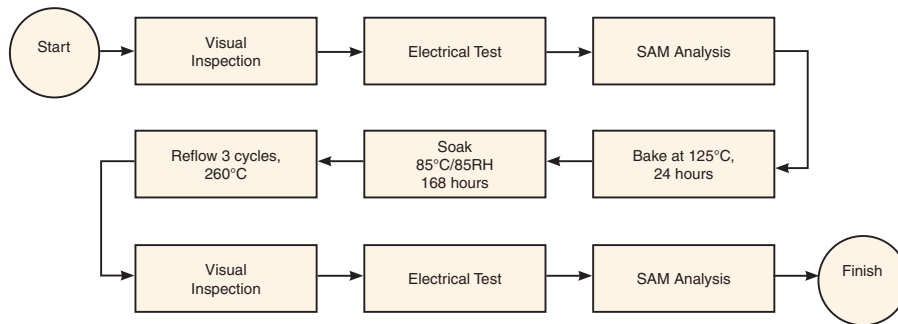 Start
Visual
Inspection
Electrical Test
SAM Analysis
Reflow 3 cycles,
260°C
Soak
85°C/85RH
168 hours
Bake at 125°C,
24 hours
Visual
Inspection
Electrical Test
SAM Analysis
Finish